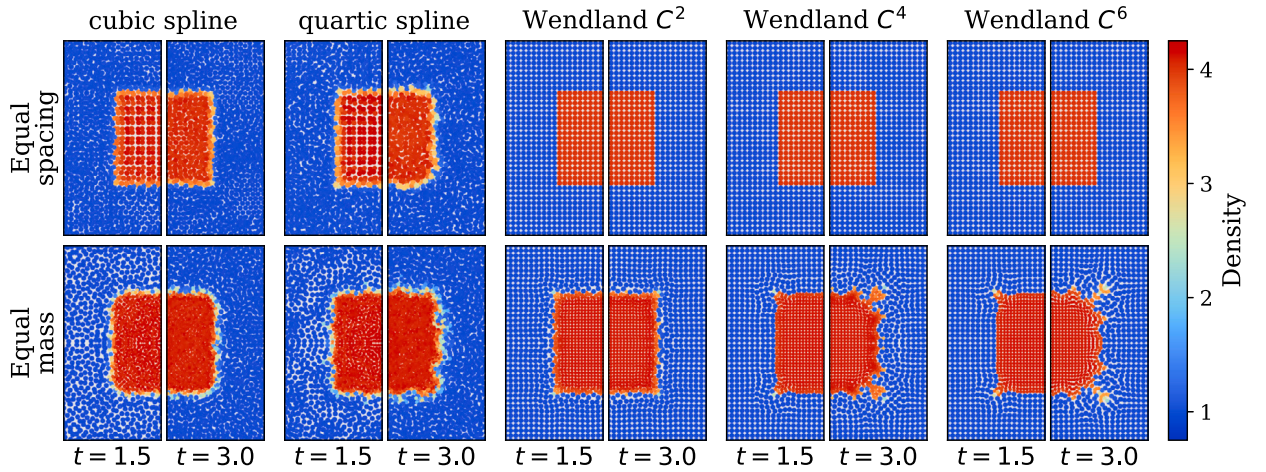 cubic spline
quartic spline
Wendland C²
Wendland C⁴
Wendland C⁶
Equal
spacing
Equal
mass
4
3
2
1
Density
t = 1.5
t = 3.0
t = 1.5
t = 3.0
t = 1.5
t = 3.0
t = 1.5
t = 3.0
t = 1.5
t = 3.0